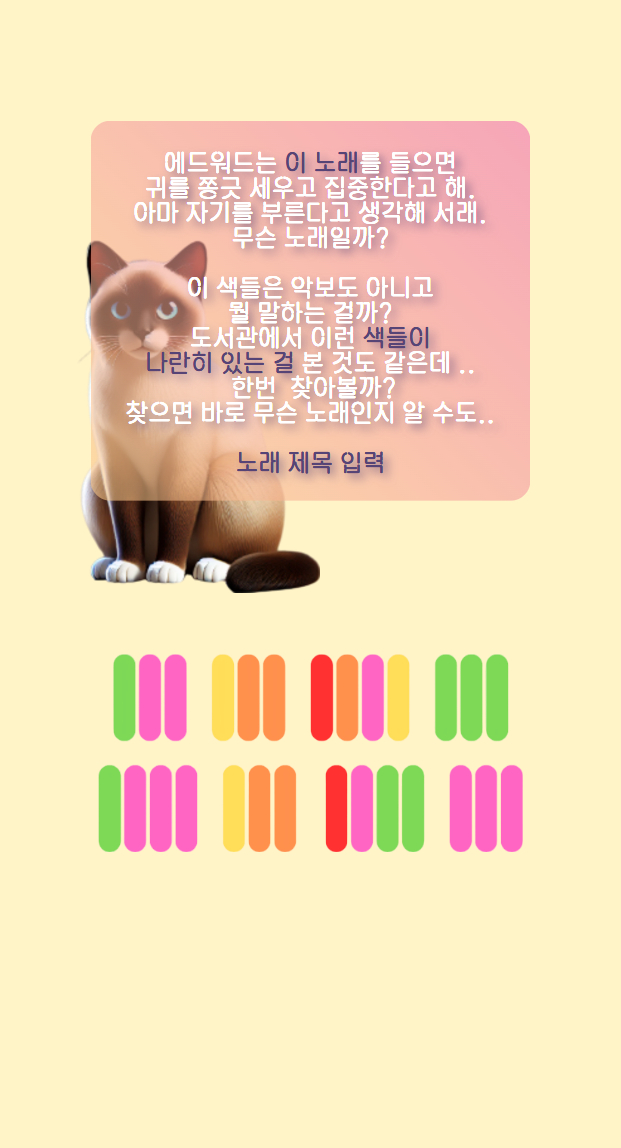 에드워드는 이 노래를 들으면
귀를 쫑긋 세우고 집중한다고 해.
아마 자기를 부른다고 생각해 서래.
무슨 노래일까?
이 색들은 악보도 아니고
뭘 말하는 걸까?
도서관에서 이런 색들이
나란히 있는 걸 본 것도 같은데 ..
한번 찾아볼까?
찾으면 바로 무슨 노래인지 알 수도..
노래 제목 입력